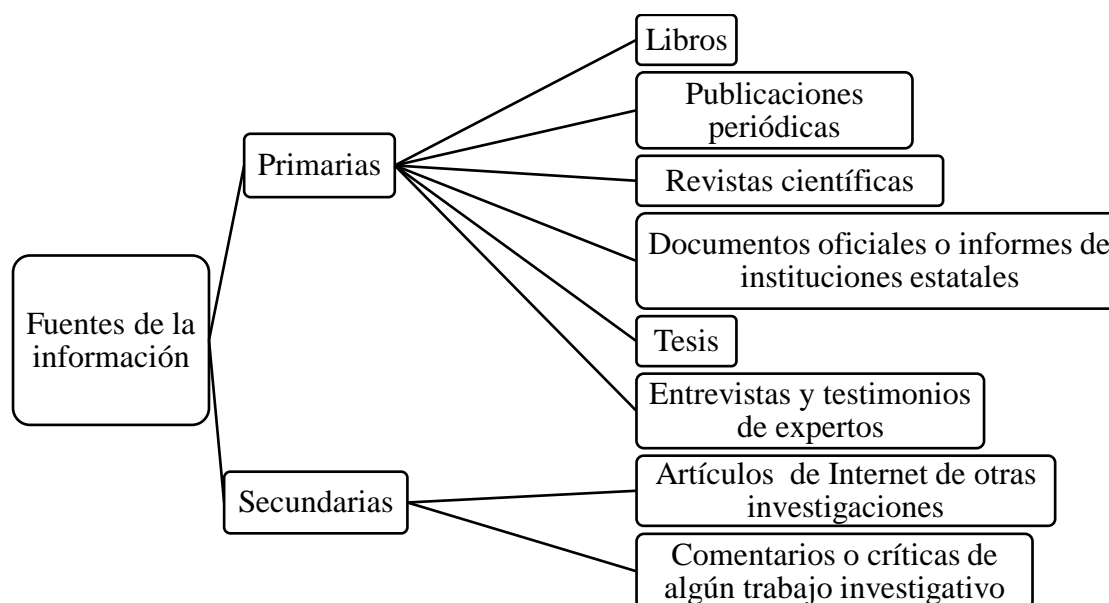 Fuentes de la
información
Primarias
Libros
Publicaciones
periódicas
Revistas científicas
Documentos oficiales o informes de
instituciones estatales
Tesis
Entrevistas y testimonios
de expertos
Secundarias
Artículos de Internet de otras
investigaciones
Comentarios o críticas de
algún trabajo investigativo